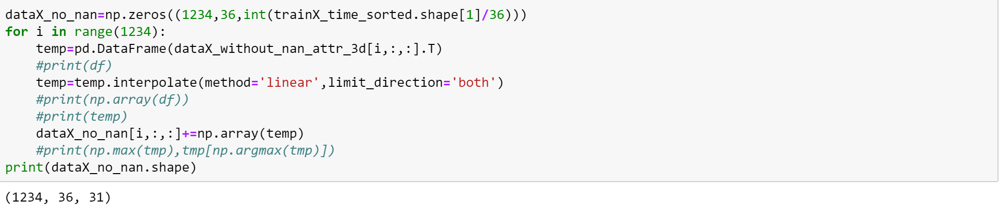 dataX_no_nan=np.zeros((1234,36,int(trainX_time_sorted.shape[1]/36)))
for i in range(1234):
    temp=pd.DataFrame(dataX_without_nan_attr_3d[i,:,:].T)
    #print(df)
    temp=temp.interpolate(method='linear',limit_direction='both')
    #print(np.array(df))
    #print(temp)
    dataX_no_nan[i,:,:]+=np.array(temp)
    #print(np.max(tmp),tmp[np.argmax(tmp)])
print(dataX_no_nan.shape)
(1234, 36, 31)